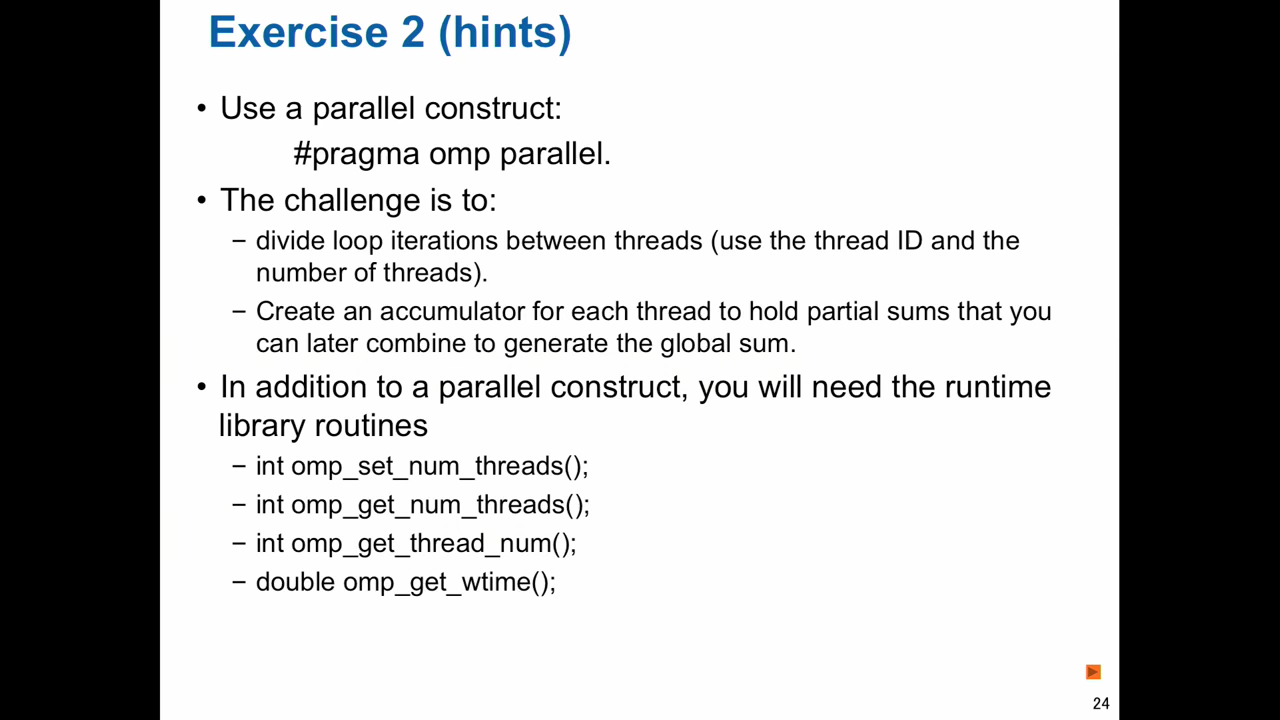 Exercise 2 (hints)
• Use a parallel construct:
#pragma omp parallel.
• The challenge is to:
– divide loop iterations between threads (use the thread ID and the
number of threads).
– Create an accumulator for each thread to hold partial sums that you
can later combine to generate the global sum.
• In addition to a parallel construct, you will need the runtime
library routines
– int omp_set_num_threads();
– int omp_get_num_threads();
– int omp_get_thread_num();
– double omp_get_wtime();
24